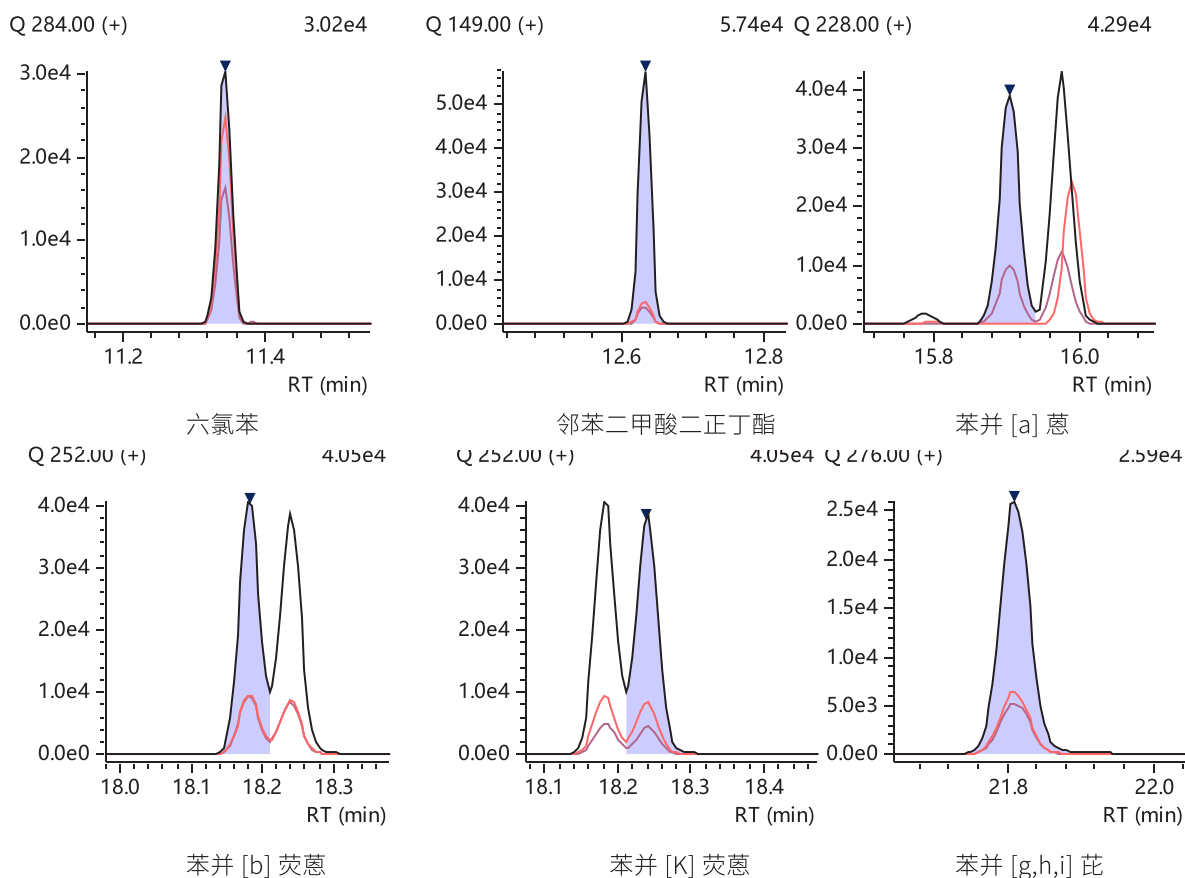 Q 284.00 (+) 3.02e4
3.0e4
2.0e4
1.0e4
0.0e0
11.2 11.4
RT (min)
六氯苯
Q 149.00 (+) 5.74e4
5.0e4
4.0e4
3.0e4
2.0e4
1.0e4
0.0e0
12.6 12.8
RT (min)
邻苯二甲酸二正丁酯
Q 228.00 (+) 4.29e4
4.0e4
3.0e4
2.0e4
1.0e4
0.0e0
15.8 16.0
RT (min)
苯并 [a] 蒽
Q 252.00 (+) 4.05e4
4.0e4
3.0e4
2.0e4
1.0e4
0.0e0
18.0 18.1 18.2 18.3
RT (min)
苯并 [b] 荧蒽
Q 252.00 (+) 4.05e4
4.0e4
3.0e4
2.0e4
1.0e4
0.0e0
18.1 18.2 18.3 18.4
RT (min)
苯并 [K] 荧蒽
Q 276.00 (+) 2.59e4
2.5e4
2.0e4
1.5e4
1.0e4
5.0e3
0.0e0
21.8 22.0
RT (min)
苯并 [g,h,i] 芘